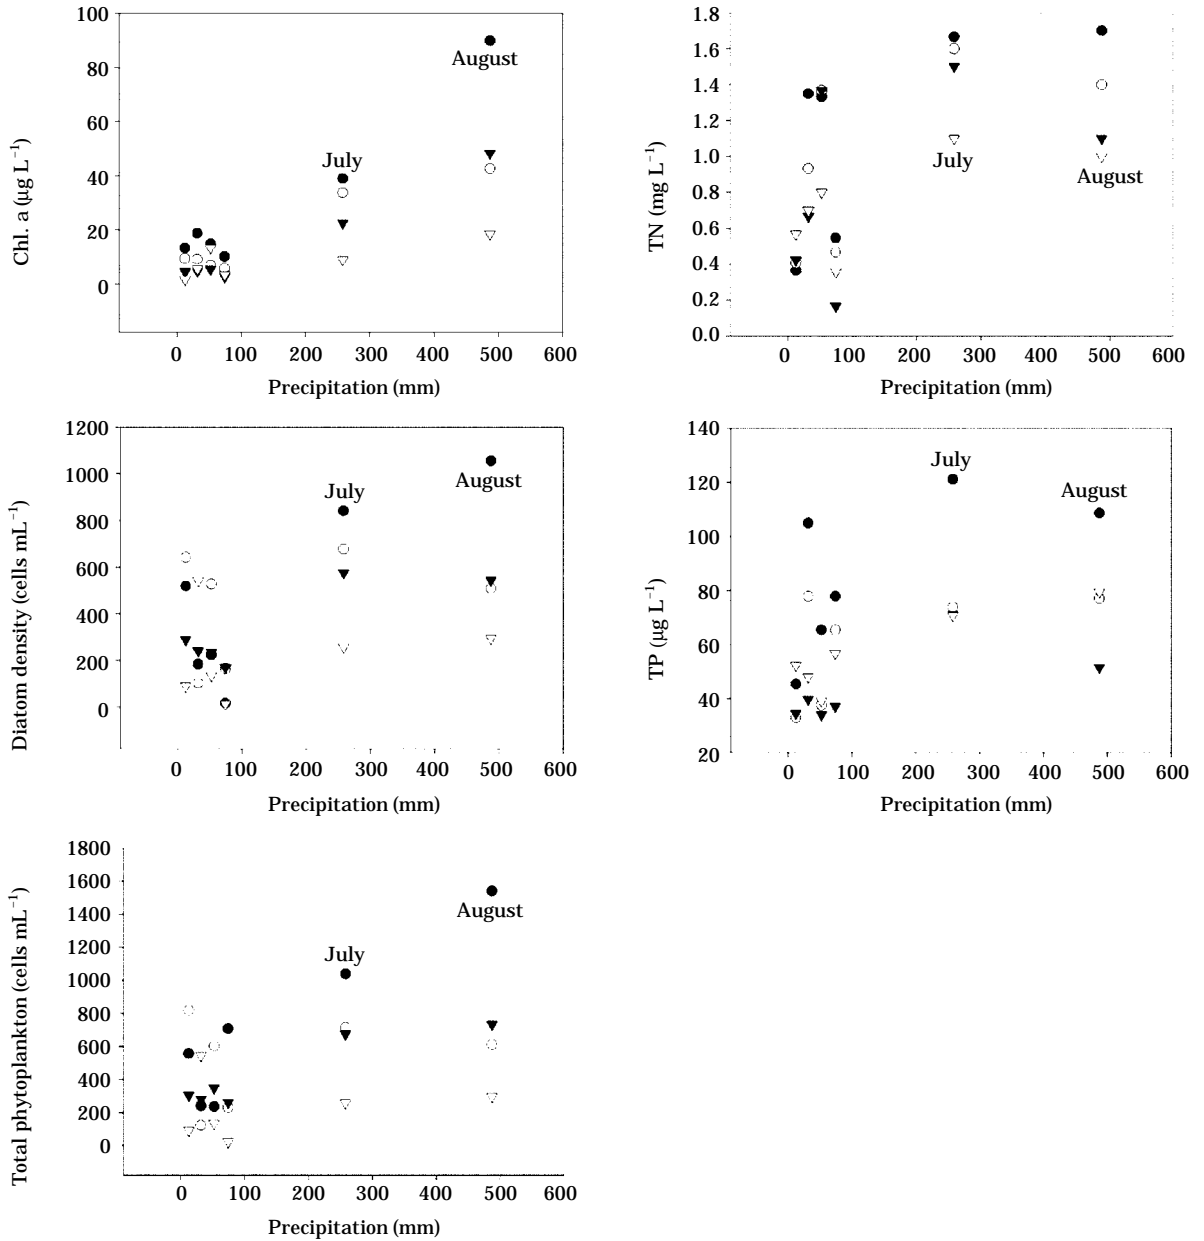 100
80
60
40
20
0
Chl. a (µg L⁻¹)
July
August
0 100 200 300 400 500 600
Precipitation (mm)
1.8
1.6
1.4
1.2
1.0
0.8
0.6
0.4
0.2
0.0
TN (mg L⁻¹)
July
August
0 100 200 300 400 500 600
Precipitation (mm)
1200
1000
800
600
400
200
0
Diatom density (cells mL⁻¹)
July
August
0 100 200 300 400 500 600
Precipitation (mm)
140
120
100
80
60
40
20
TP (µg L⁻¹)
July
August
0 100 200 300 400 500 600
Precipitation (mm)
1800
1600
1400
1200
1000
800
600
400
200
0
Total phytoplankton (cells mL⁻¹)
July
August
0 100 200 300 400 500 600
Precipitation (mm)